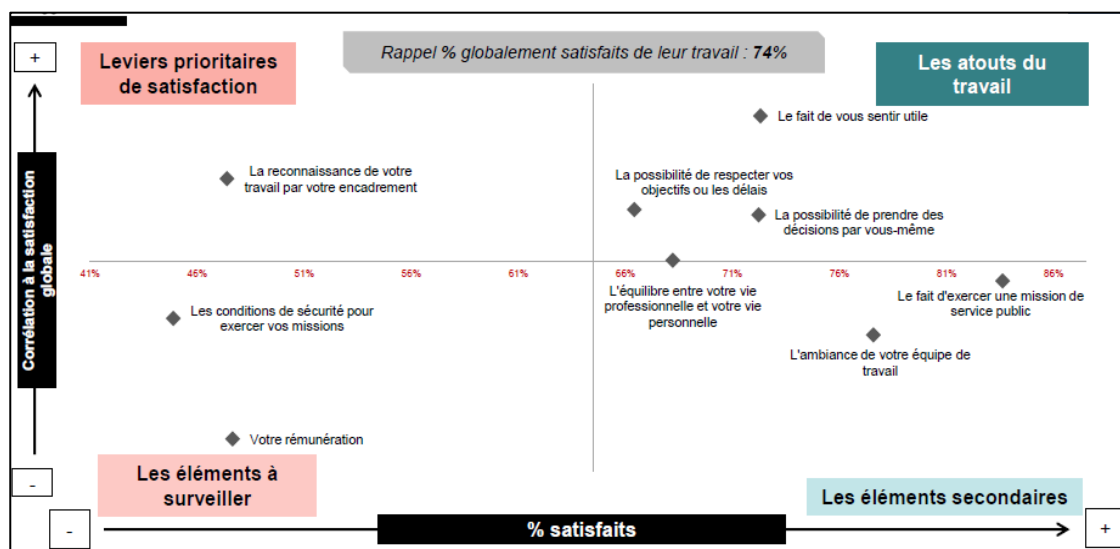 Rappel % globalement satisfaits de leur travail : 74%
+
Leviers prioritaires
de satisfaction
Les atouts du
travail
Le fait de vous sentir utile
La reconnaissance de votre
travail par votre encadrement
La possibilité de respecter vos
objectifs ou les délais
La possibilité de prendre des
décisions par vous-même
Corrélation à la satisfaction
globale
41%
46%
51%
56%
61%
66%
71%
76%
81%
86%
L'équilibre entre votre vie
professionnelle et votre vie
personnelle
Le fait d'exercer une mission de
service public
Les conditions de sécurité pour
exercer vos missions
L'ambiance de votre équipe de
travail
Votre rémunération
Les éléments à
surveiller
Les éléments secondaires
-
-
% satisfaits
+